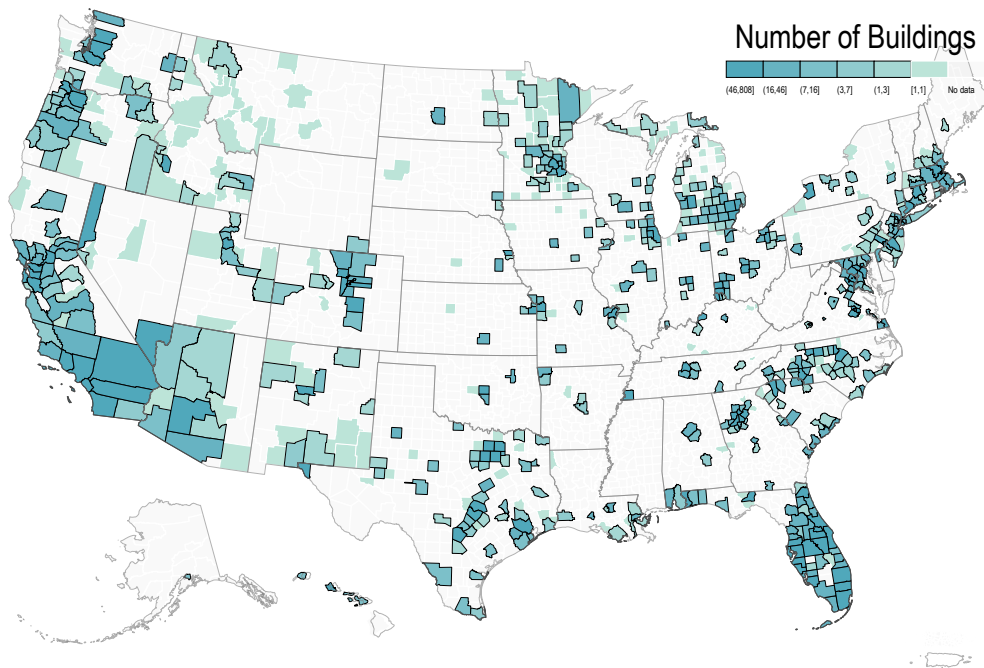 Number of Buildings
(46,808] (16,46] (7,16] (3,7] (1,3] [1,1] No data